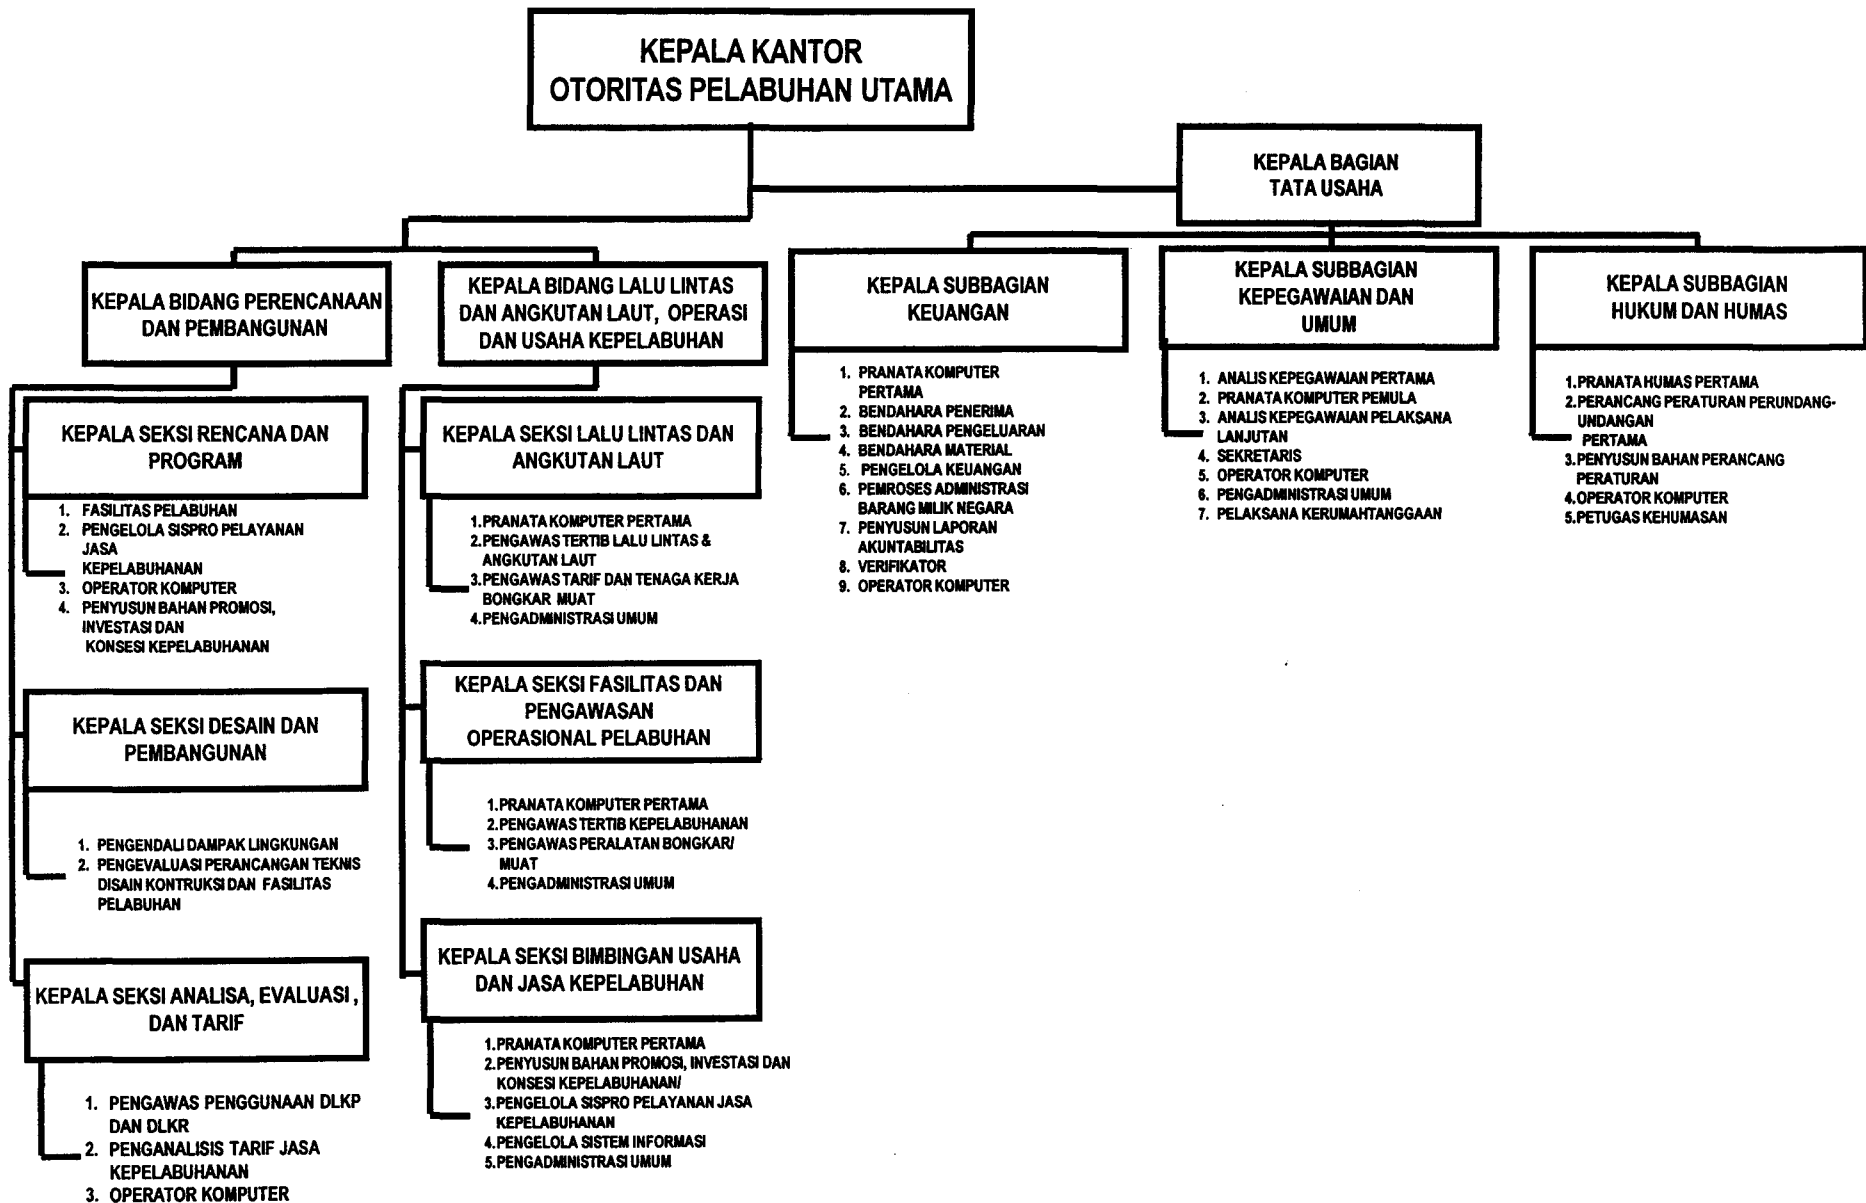 KEPALA KANTOR
OTORITAS PELABUHAN UTAMA
KEPALA BAGIAN
TATA USAHA
KEPALA BIDANG PERENCANAAN
DAN PEMBANGUNAN
KEPALA BIDANG LALU LINTAS
DAN ANGKUTAN LAUT, OPERASI
DAN USAHA KEPELABUHAN
KEPALA SUBBAGIAN
KEUANGAN
KEPALA SUBBAGIAN
KEPEGAWAIAN DAN
UMUM
KEPALA SUBBAGIAN
HUKUM DAN HUMAS
KEPALA SEKSI RENCANA DAN
PROGRAM
1. FASILITAS PELABUHAN
2. PENGELOLA SISPRO PELAYANAN
JASA
KEPELABUHANAN
3. OPERATOR KOMPUTER
4. PENYUSUN BAHAN PROMOSI,
INVESTASI DAN
KONSESI KEPELABUHANAN
KEPALA SEKSI DESAIN DAN
PEMBANGUNAN
1. PENGENDALI DAMPAK LINGKUNGAN
2. PENGEVALUASI PERANCANGAN TEKNIS
DISAIN KONTRUKSI DAN FASILITAS
PELABUHAN
KEPALA SEKSI ANALISA, EVALUASI ,
DAN TARIF
1. PENGAWAS PENGGUNAAN DLKP
DAN DLKR
2. PENGANALISIS TARIF JASA
KEPELABUHANAN
3. OPERATOR KOMPUTER
KEPALA SEKSI LALU LINTAS DAN
ANGKUTAN LAUT
1.PRANATA KOMPUTER PERTAMA
2.PENGAWAS TERTIB LALU LINTAS &
ANGKUTAN LAUT
3.PENGAWAS TARIF DAN TENAGA KERJA
BONGKAR MUAT
4.PENGADMINISTRASI UMUM
KEPALA SEKSI FASILITAS DAN
PENGAWASAN
OPERASIONAL PELABUHAN
1.PRANATA KOMPUTER PERTAMA
2.PENGAWAS TERTIB KEPELABUHANAN
3.PENGAWAS PERALATAN BONGKAR/
MUAT
4.PENGADMINISTRASI UMUM
KEPALA SEKSI BIMBINGAN USAHA
DAN JASA KEPELABUHAN
1.PRANATA KOMPUTER PERTAMA
2.PENYUSUN BAHAN PROMOSI, INVESTASI DAN
KONSESI KEPELABUHANAN/
3.PENGELOLA SISPRO PELAYANAN JASA
KEPELABUHANAN
4.PENGELOLA SISTEM INFORMASI
5.PENGADMINISTRASI UMUM
1. PRANATA KOMPUTER
PERTAMA
2. BENDAHARA PENERIMA
3. BENDAHARA PENGELUARAN
4. BENDAHARA MATERIAL
5. PENGELOLA KEUANGAN
6. PEMROSES ADMINISTRASI
BARANG MILIK NEGARA
7. PENYUSUN LAPORAN
AKUNTABILITAS
8. VERIFIKATOR
9. OPERATOR KOMPUTER
1. ANALIS KEPEGAWAIAN PERTAMA
2. PRANATA KOMPUTER PEMULA
3. ANALIS KEPEGAWAIAN PELAKSANA
LANJUTAN
4. SEKRETARIS
5. OPERATOR KOMPUTER
6. PENGADMINISTRASI UMUM
7. PELAKSANA KERUMAHTANGGAAN
1.PRANATA HUMAS PERTAMA
2.PERANCANG PERATURAN PERUNDANG-
UNDANGAN
PERTAMA
3.PENYUSUN BAHAN PERANCANG
PERATURAN
4.OPERATOR KOMPUTER
5.PETUGAS KEHUMASAN